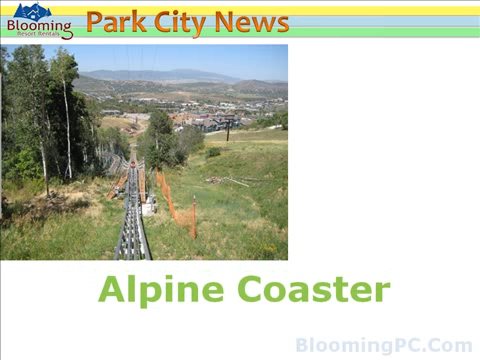 Blooming
Resort Rentals
Park City News
Alpine Coaster
BloomingPC.Com